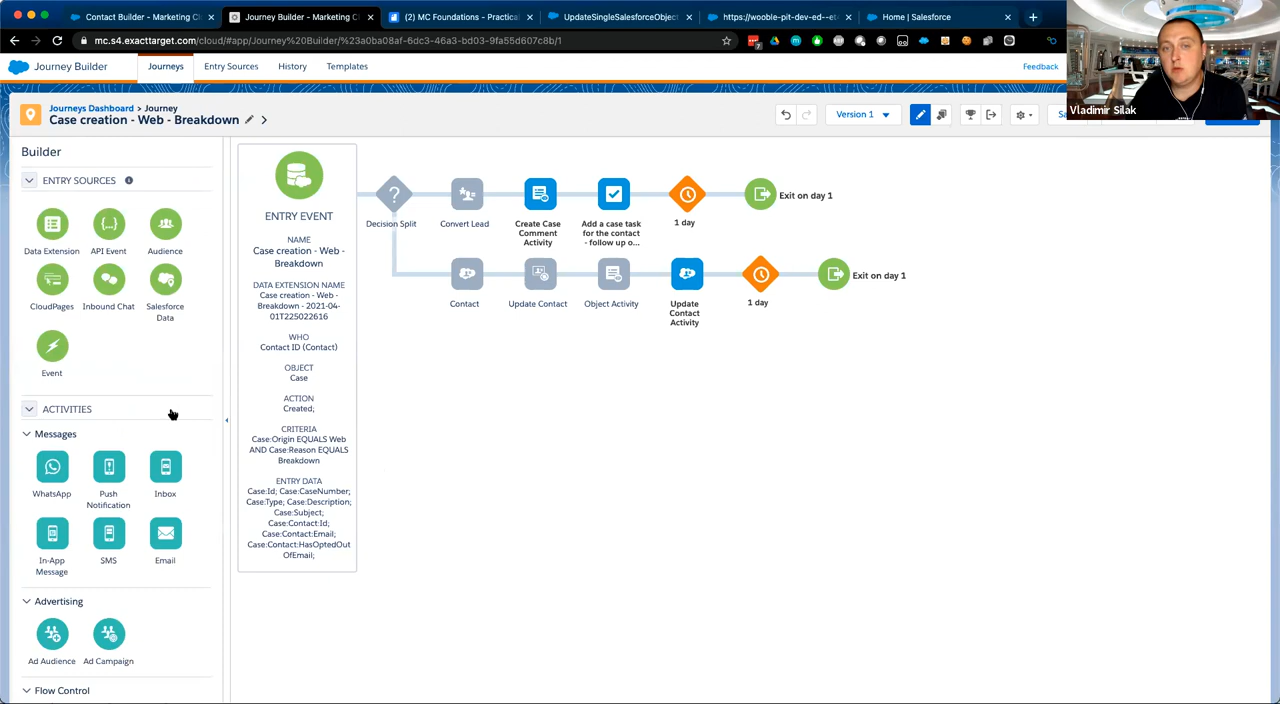 Contact Builder - Marketing C
Journey Builder - Marketing Cl
(2) MC Foundations – Practical
UpdateSingleSalesforceObject
https://wooble-pit-dev-ed--et
Home | Salesforce
mc.s4.exacttarget.com/cloud/#app/Journey%20Builder/%23a0ba08af-6dc3-46a3-bd03-9fa55d607c8b/1
Journey Builder
Journeys
Entry Sources
History
Templates
Feedback
Vladimir Silak
Journeys Dashboard > Journey
Case creation - Web - Breakdown
Version 1
Builder
ENTRY SOURCES
Data Extension
API Event
Audience
CloudPages
Inbound Chat
Salesforce
Data
Event
ACTIVITIES
Messages
WhatsApp
Push
Notification
Inbox
In-App
Message
SMS
Email
Advertising
Ad Audience
Ad Campaign
Flow Control
ENTRY EVENT
NAME
Case creation - Web -
Breakdown
DATA EXTENSION NAME
Case creation - Web -
Breakdown - 2021-04-
01T225022616
WHO
Contact ID (Contact)
OBJECT
Case
ACTION
Created;
CRITERIA
Case:Origin EQUALS Web
AND Case:Reason EQUALS
Breakdown
ENTRY DATA
Case:Id; Case:CaseNumber;
Case:Type; Case:Description;
Case:Subject;
Case:Contact:Id;
Case:Contact:Email;
Case:Contact:HasOptedOut
OfEmail;
Decision Split
Convert Lead
Create Case
Comment
Activity
Add a case task
for the contact
- follow up o...
1 day
Exit on day 1
Contact
Update Contact
Object Activity
Update
Contact
Activity
1 day
Exit on day 1